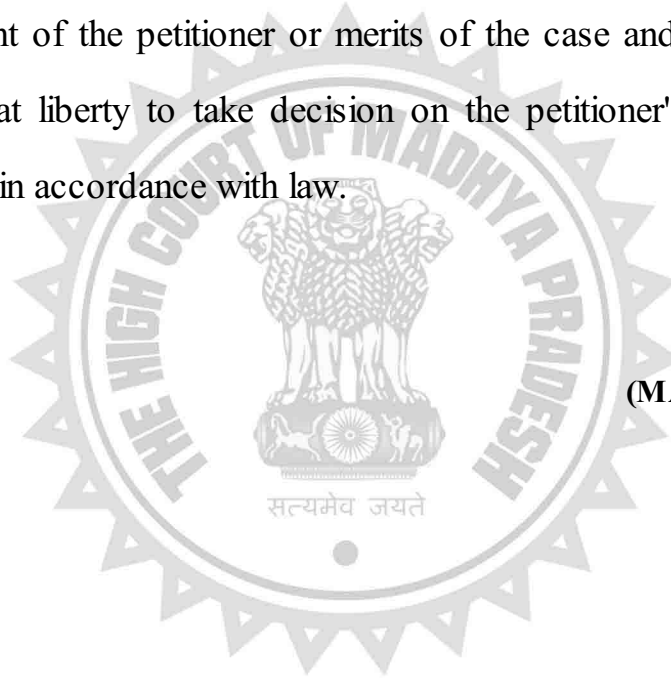 nt of the petitioner or merits of the case and
at liberty to take decision on the petitioner'
in accordance with law.
THE HIGH COURT OF MADHYA PRADESH
(MA
सत्यमेव जयते